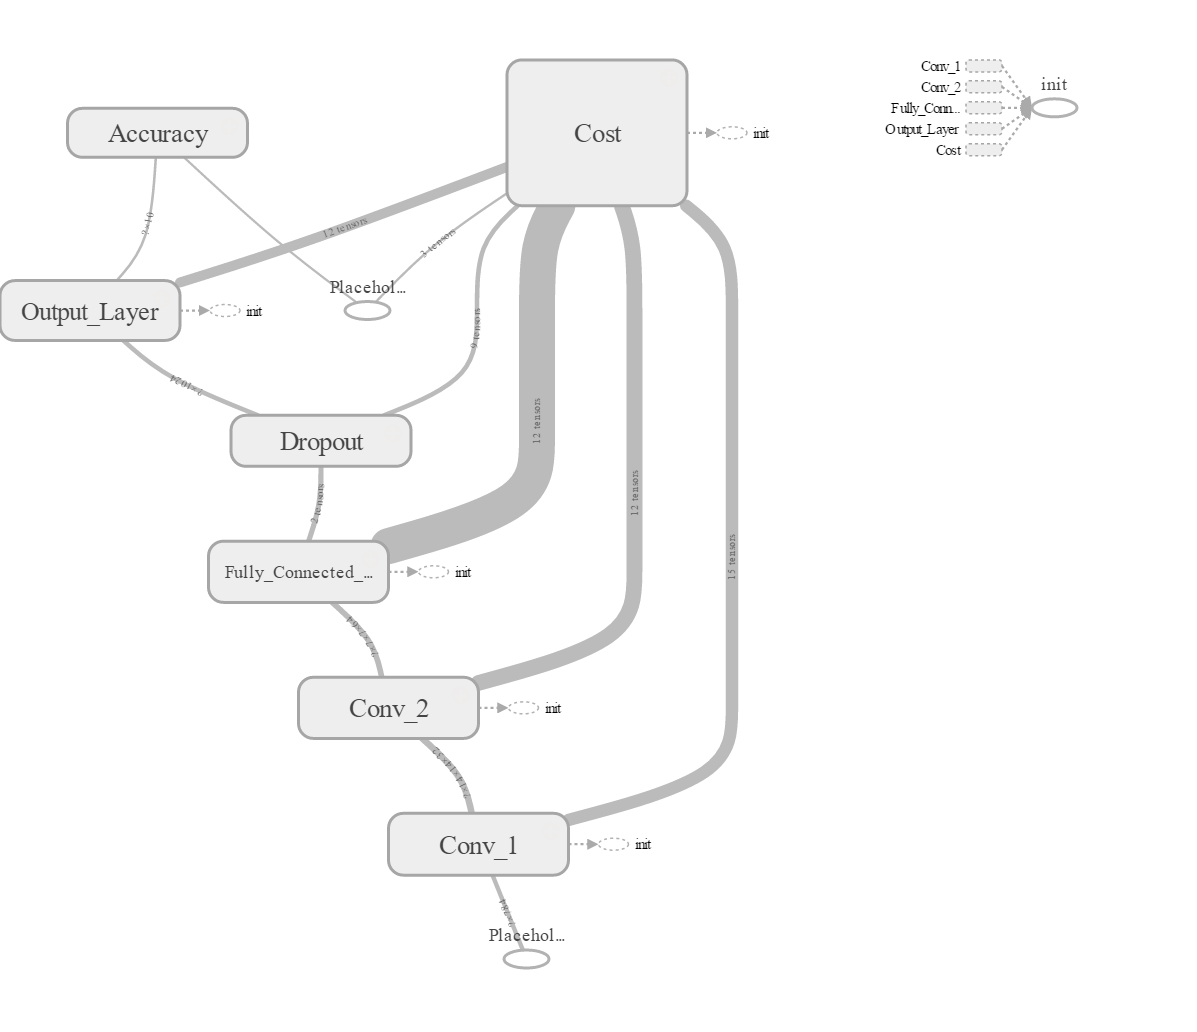 Conv_1
Conv_2
init
Fully_Conn...
Output_Layer
Cost
Accuracy
Cost
init
?×10
12 tensors
3 tensors
Placehol...
Output_Layer
init
9 tensors
?×1024
12 tensors
Dropout
2 tensors
12 tensors
15 tensors
Fully_Connected_...
init
?×7×7×64
Conv_2
init
?×14×14×32
Conv_1
init
?×784
Placehol...